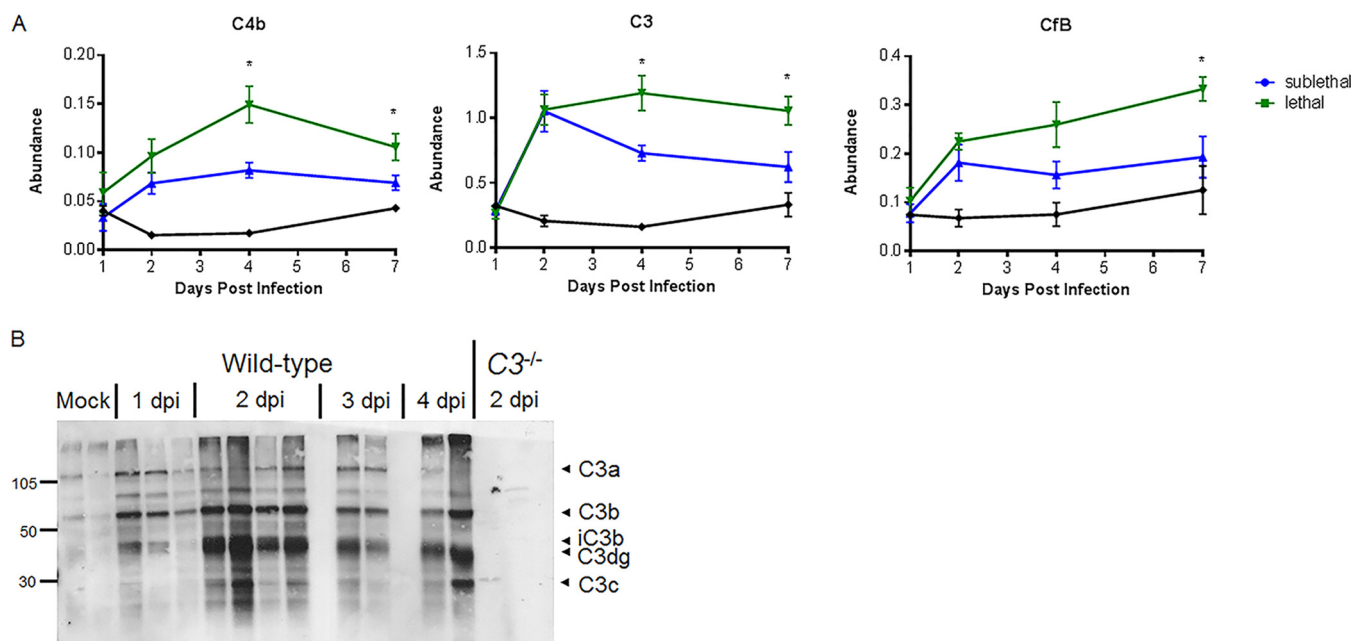 A
C4b
C3
CfB
Abundance
0.20
0.15
0.10
0.05
0.00
1 2 3 4 5 6 7
Days Post Infection
Abundance
1.5
1.0
0.5
0.0
1 2 3 4 5 6 7
Days Post Infection
Abundance
0.4
0.3
0.2
0.1
0.0
1 2 3 4 5 6 7
Days Post Infection
* *
* *
*
sublethal
lethal
B
Wild-type
C3-/-
Mock 1 dpi 2 dpi 3 dpi 4 dpi 2 dpi
105
50
30
C3a
C3b
iC3b
C3dg
C3c